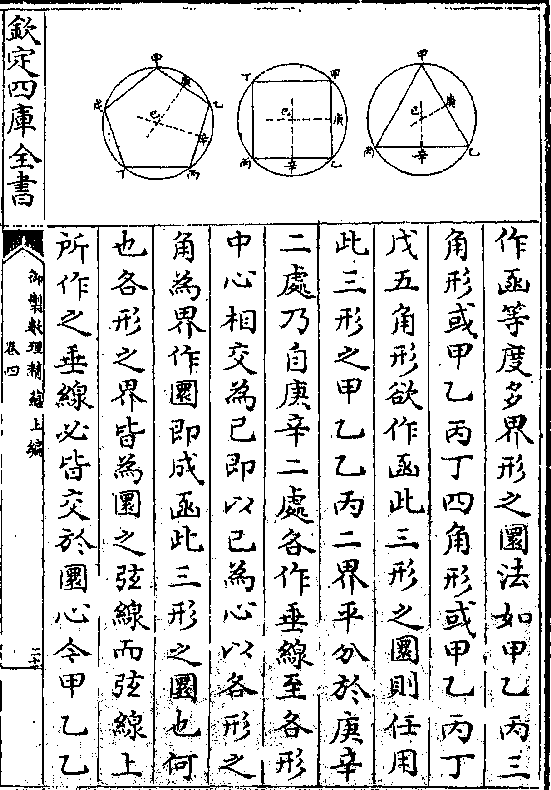 甲
庚
己
丙
辛
乙
丁
甲
己
庚
丙
辛
乙
甲
庚
戊
乙
己
辛
丁
丙
作函等度多界形之圜法如甲乙丙三
角形或甲乙丙丁四角形或甲乙丙丁
戊五角形欲作函此三形之圜則任用
此三形之甲乙乙丙二界平分於庚辛
二處乃自庚辛二處各作垂線至各形
中心相交為己即以己為心以各形之
角為界作圜即成函此三形之圜也何
也各形之界皆為圜之弦線而弦線上
所作之垂線必皆交於圜心今甲乙乙
欽定四庫全書
御製數理精藴上編
卷四